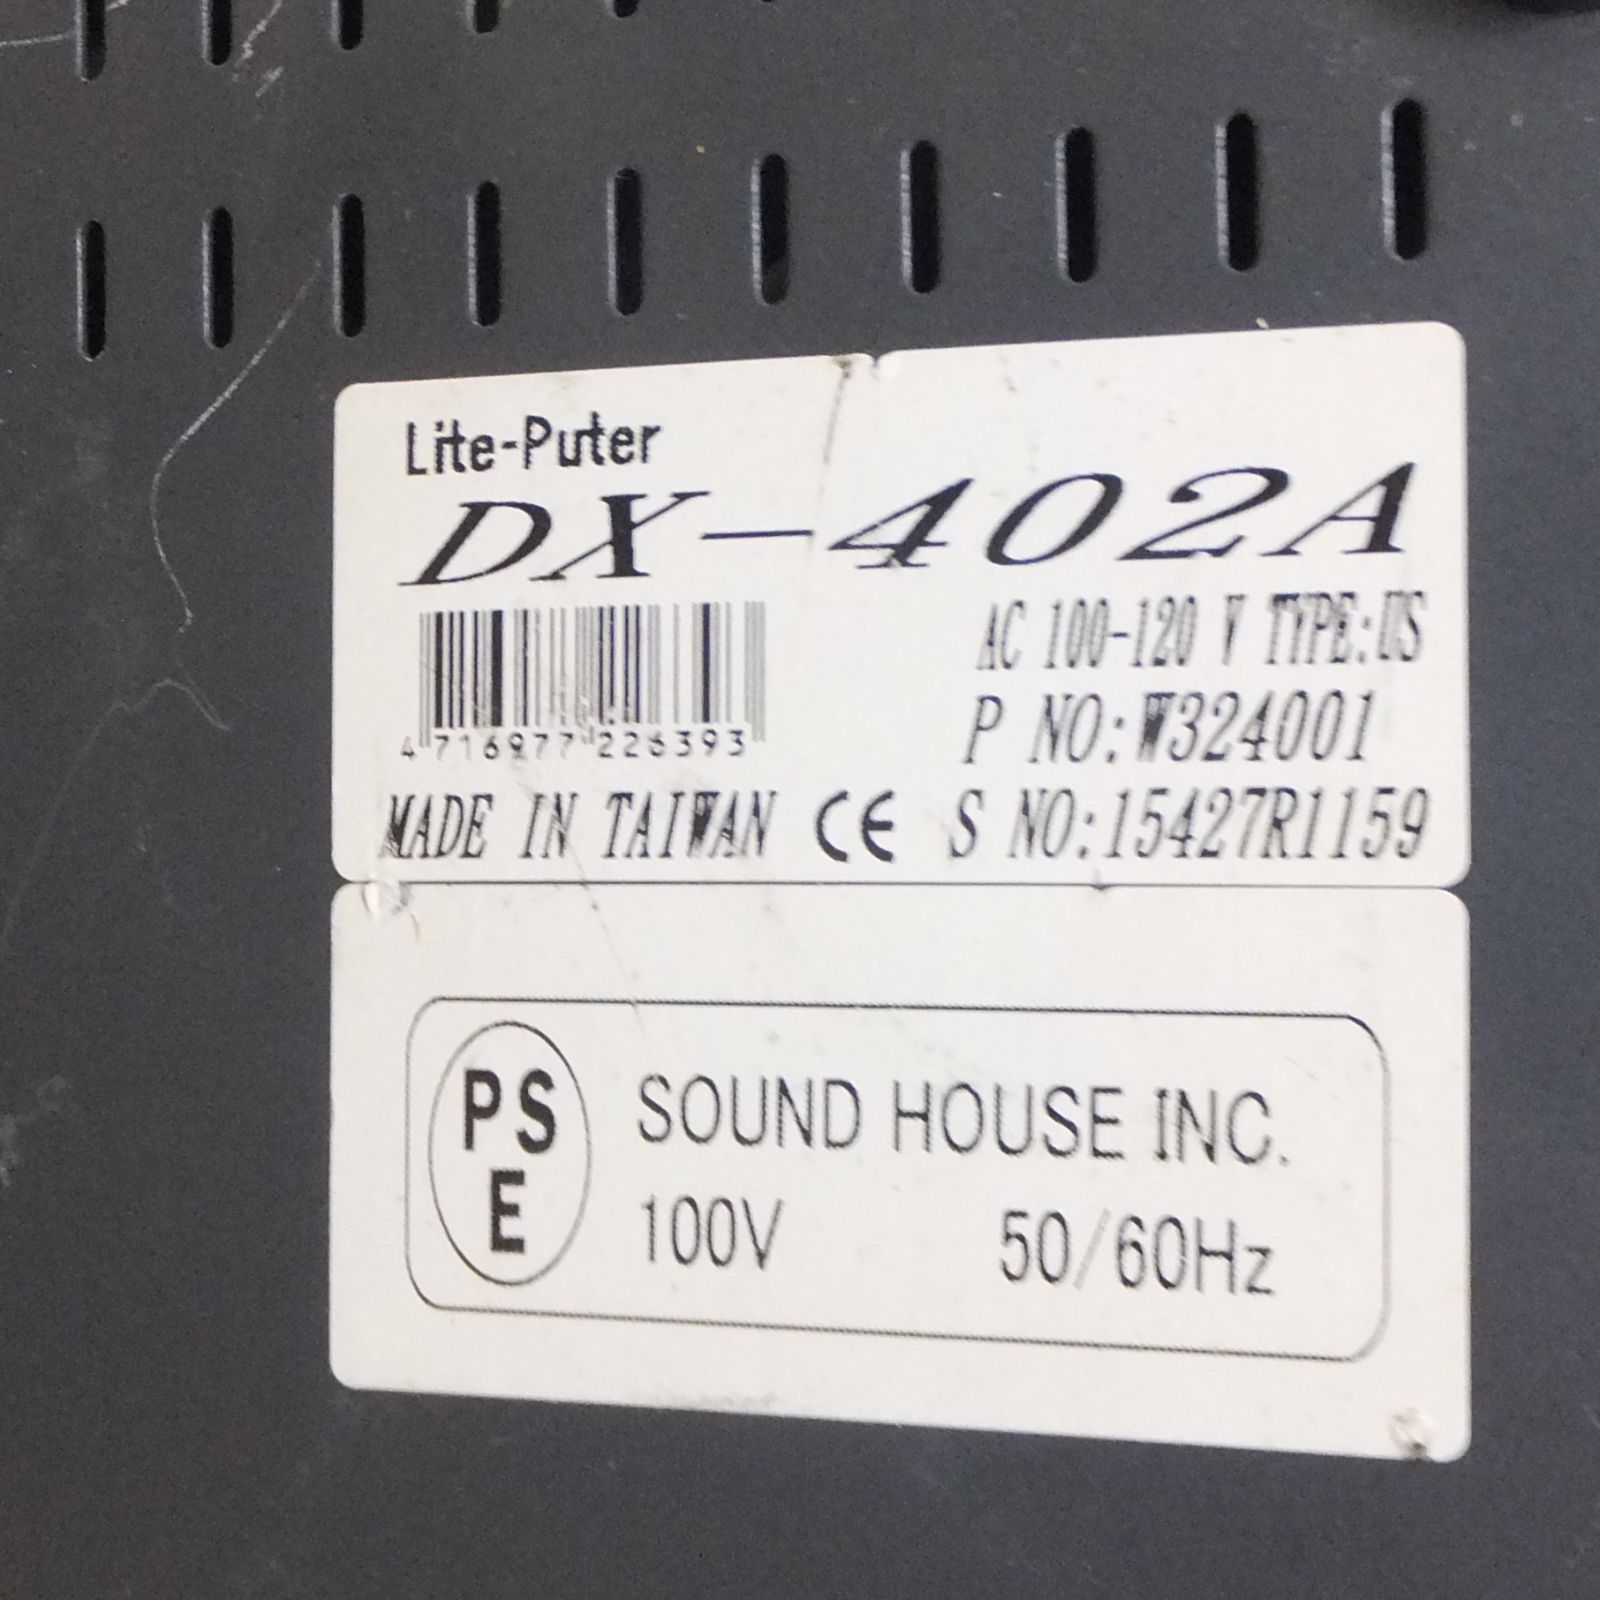 Lite-Puter
DX-402A
AC 100-120 V TYPE:US
4 716977 226393
P NO:W324001
MADE IN TAIWAN CE S NO:15427R1159
PS
E
SOUND HOUSE INC.
100V 50/60Hz